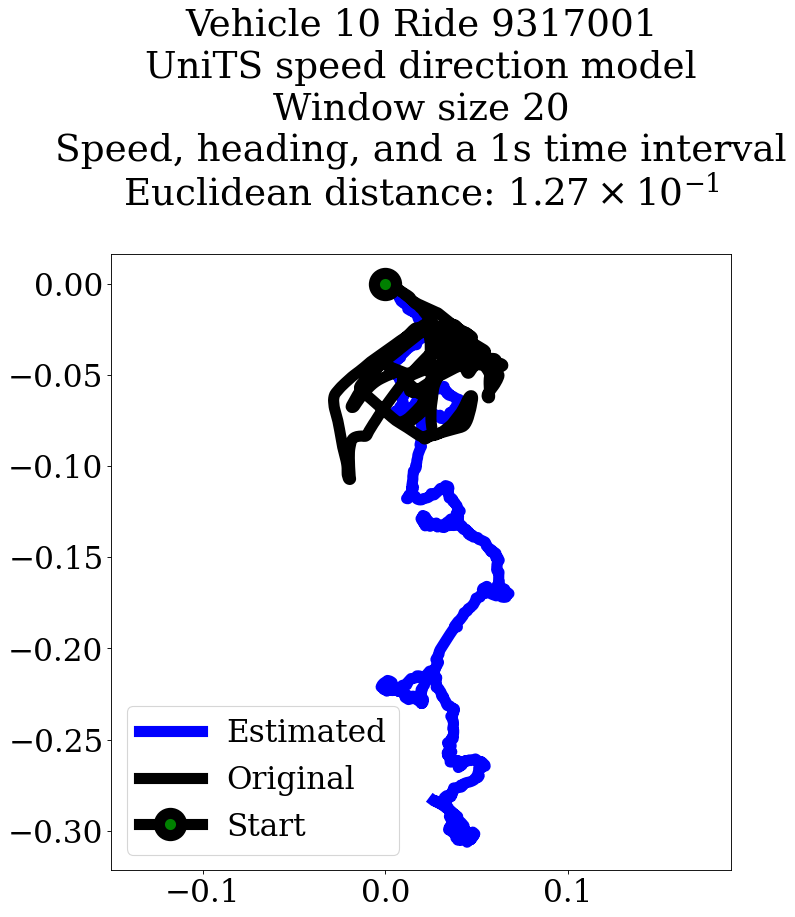 Vehicle 10 Ride 9317001
UniTS speed direction model
Window size 20
Speed, heading, and a 1s time interval
Euclidean distance: 1.27 × 10⁻¹
0.00
−0.05
−0.10
−0.15
−0.20
−0.25
−0.30
Estimated
Original
Start
−0.1 0.0 0.1